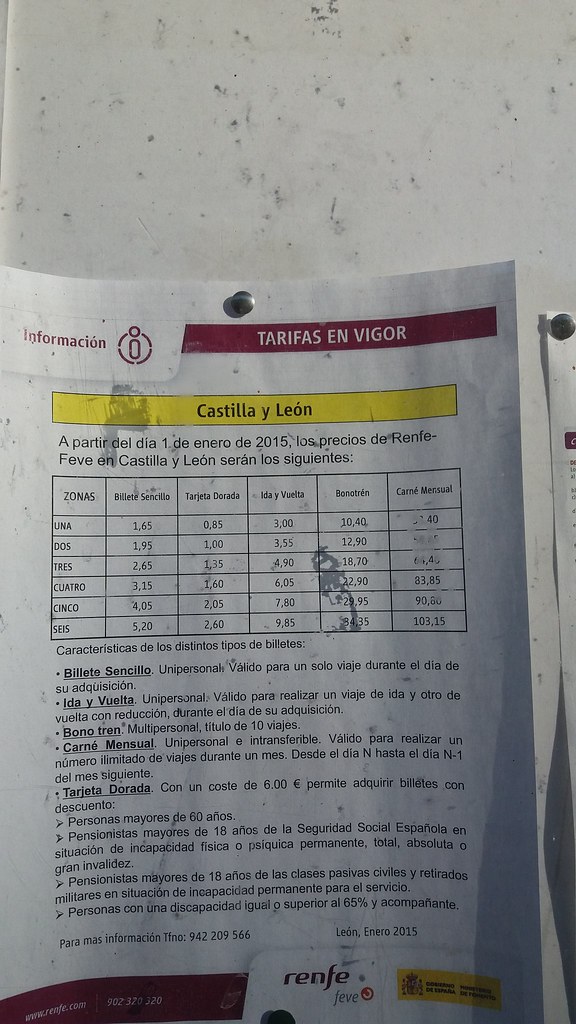 Información
TARIFAS EN VIGOR
Castilla y León
A partir del día 1 de enero de 2015, los precios de Renfe-
Feve en Castilla y León serán los siguientes:
ZONAS Billete Sencillo Tarjeta Dorada Ida y Vuelta Bonotrén Carné Mensual
UNA 1,65 0,85 3,00 10,40
DOS 1,95 1,00 3,55 12,90
TRES 2,65 1,35 4,90 18,70
CUATRO 3,15 1,60 6,05 22,90 83,85
CINCO 4,05 2,05 7,80 29,95
SEIS 5,20 2,60 9,85 34,35 103,15
Características de los distintos tipos de billetes:
• Billete Sencillo. Unipersonal. Válido para un solo viaje durante el día de
su adquisición.
• Ida y Vuelta. Unipersonal. Válido para realizar un viaje de ida y otro de
vuelta con reducción, durante el día de su adquisición.
• Bono tren. Multipersonal, título de 10 viajes.
• Carné Mensual. Unipersonal e intransferible. Válido para realizar un
número ilimitado de viajes durante un mes. Desde el día N hasta el día N-1
del mes siguiente.
• Tarjeta Dorada. Con un coste de 6.00 € permite adquirir billetes con
descuento:
➢ Personas mayores de 60 años.
➢ Pensionistas mayores de 18 años de la Seguridad Social Española en
situación de incapacidad física o psíquica permanente, total, absoluta o
gran invalidez.
➢ Pensionistas mayores de 18 años de las clases pasivas civiles y retirados
militares en situación de incapacidad permanente para el servicio.
➢ Personas con una discapacidad igual o superior al 65% y acompañante.
Para mas información Tfno: 942 209 566 León, Enero 2015
www.renfe.com 902 320 320
renfe
feve
GOBIERNO DE ESPAÑA MINISTERIO DE FOMENTO